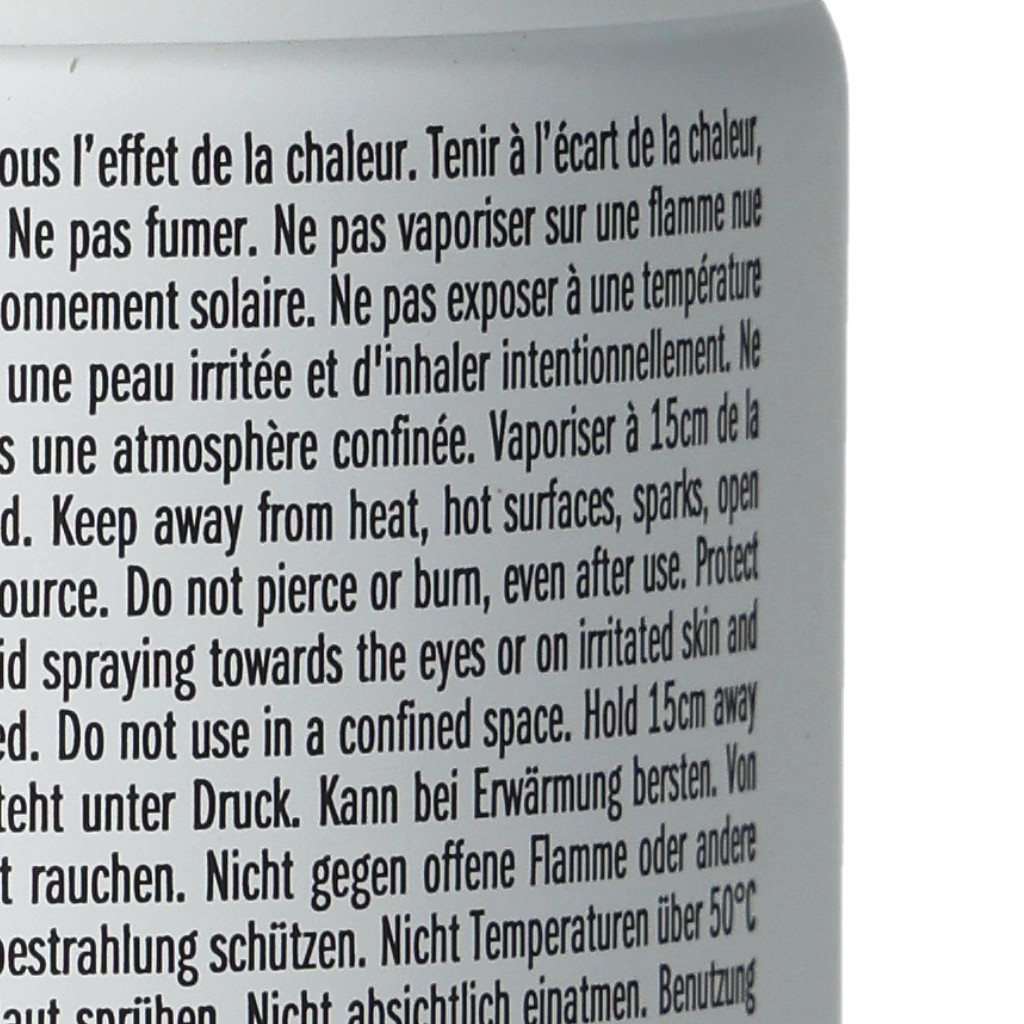 ous l'effet de la chaleur. Tenir à l'écart de la chaleur,
Ne pas fumer. Ne pas vaporiser sur une flamme nue
onnement solaire. Ne pas exposer à une température
une peau irritée et d'inhaler intentionnellement. Ne
s une atmosphère confinée. Vaporiser à 15cm de la
d. Keep away from heat, hot surfaces, sparks, open
ource. Do not pierce or burn, even after use. Protect
id spraying towards the eyes or on irritated skin and
ed. Do not use in a confined space. Hold 15cm away
teht unter Druck. Kann bei Erwärmung bersten. Von
t rauchen. Nicht gegen offene Flamme oder andere
bestrahlung schützen. Nicht Temperaturen über 50°C
aut sprühen. Nicht absichtlich einatmen. Benutzung